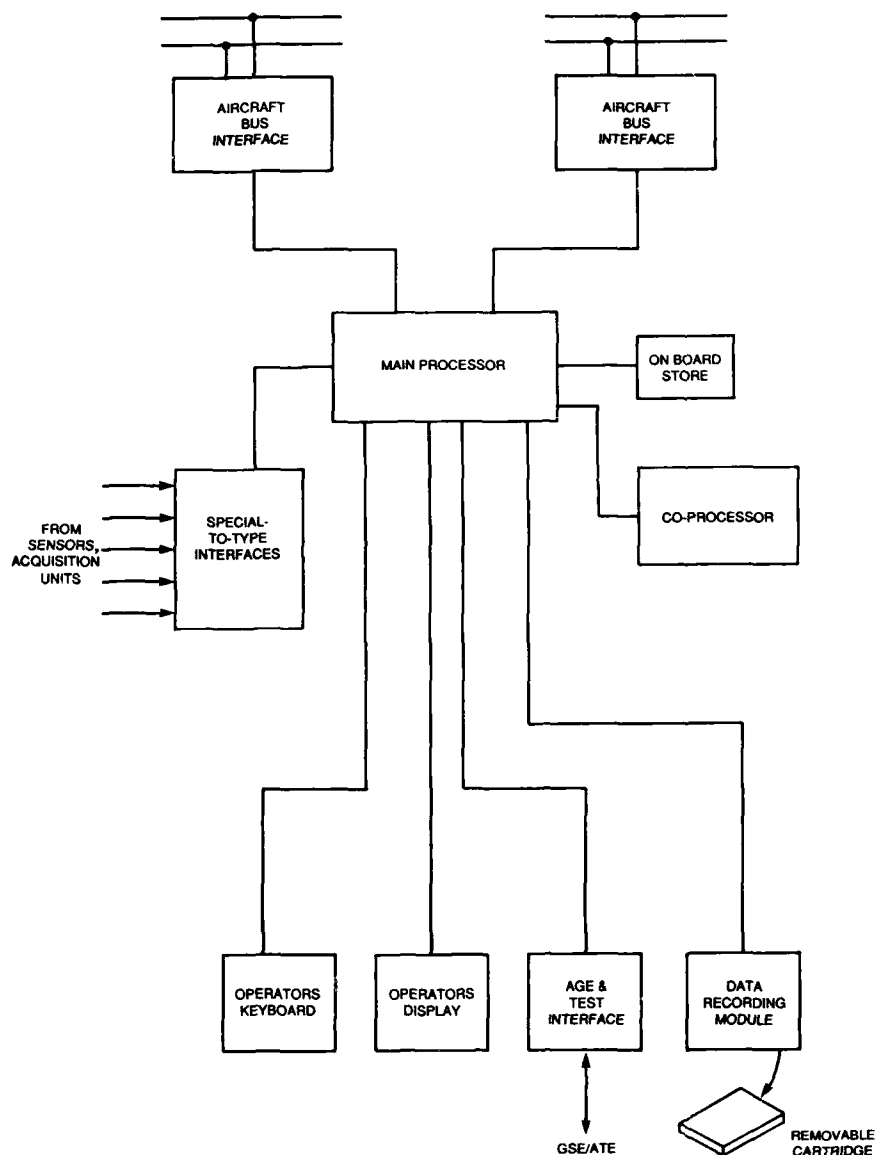 AIRCRAFT
BUS
INTERFACE
AIRCRAFT
BUS
INTERFACE
MAIN PROCESSOR
ON BOARD
STORE
CO-PROCESSOR
SPECIAL-
TO-TYPE
INTERFACES
FROM
SENSORS,
ACQUISITION
UNITS
OPERATORS
KEYBOARD
OPERATORS
DISPLAY
AGE &
TEST
INTERFACE
DATA
RECORDING
MODULE
GSE/ATE
REMOVABLE
CARTRIDGE